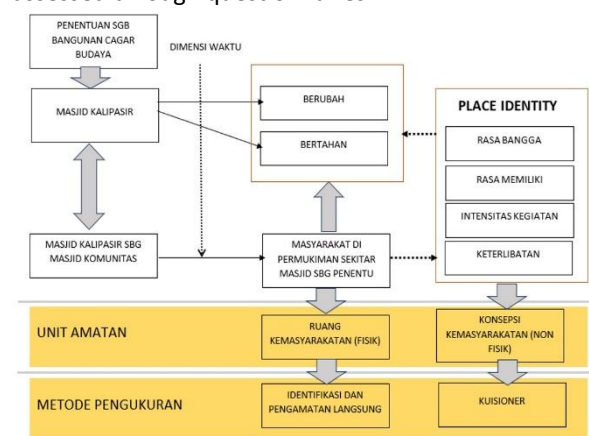 PENENTUAN SGB
BANGUNAN CAGAR
BUDAYA
DIMENSI WAKTU
MASJID KALIPASIR
BERUBAH
BERTAHAN
PLACE IDENTITY
RASA BANGGA
RASA MEMILIKI
INTENSITAS KEGIATAN
KETERLIBATAN
MASJID KALIPASIR SBG
MASJID KOMUNITAS
MASYARAKAT DI
PERMUKIMAN SEKITAR
MASJID SBG PENENTU
UNIT AMATAN
RUANG
KEMASYARAKATAN (FISIK)
KONSEPSI
KEMASYARAKATAN (NON
FISIK)
METODE PENGUKURAN
IDENTIFIKASI DAN
PENGAMATAN LANGSUNG
KUISIONER